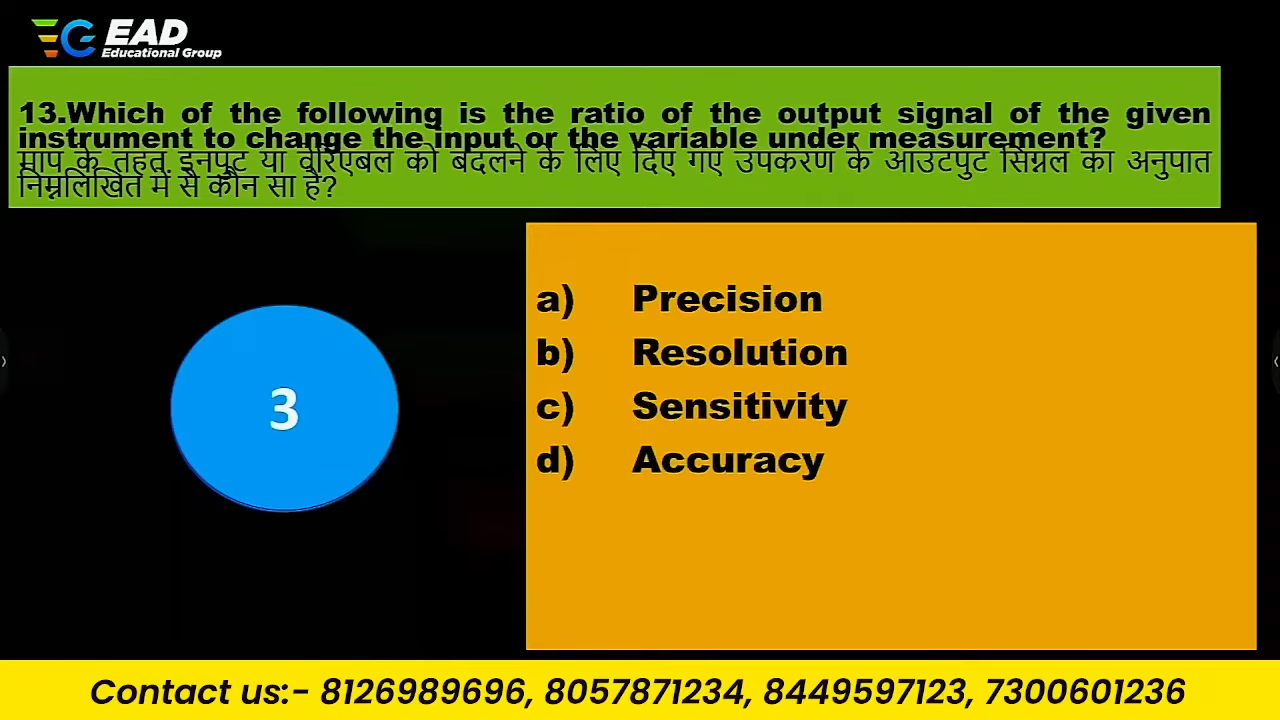 EAD
Educational Group
13.Which of the following is the ratio of the output signal of the given
instrument to change the input or the variable under measurement?
माप के तहत इनपुट या वेरिएबल को बदलने के लिए दिए गए उपकरण के आउटपुट सिग्नल का अनुपात
निम्नलिखित में से कौन सा है?
3
a) Precision
b) Resolution
c) Sensitivity
d) Accuracy
Contact us:- 8126989696, 8057871234, 8449597123, 7300601236